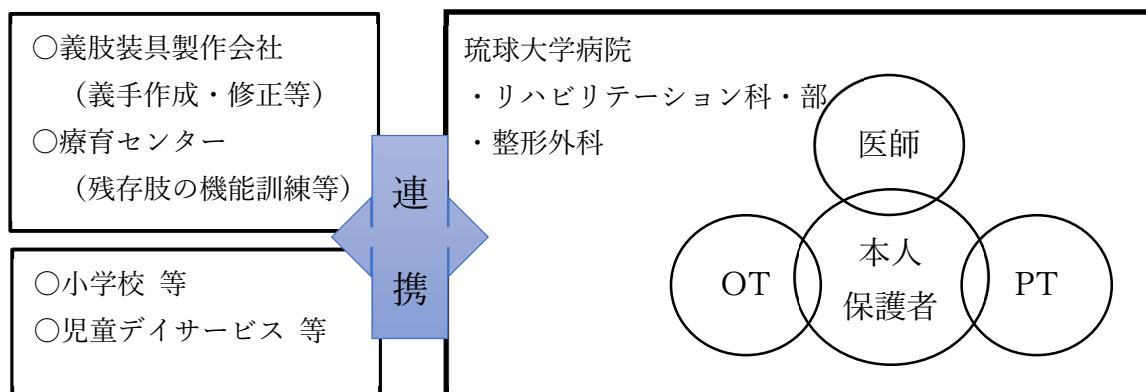 ○義肢装具製作会社
（義手作成・修正等）
○療育センター
（残存肢の機能訓練等）
○小学校 等
○児童デイサービス 等
連
携
琉球大学病院
・リハビリテーション科・部
・整形外科
医師
OT
本人
保護者
PT